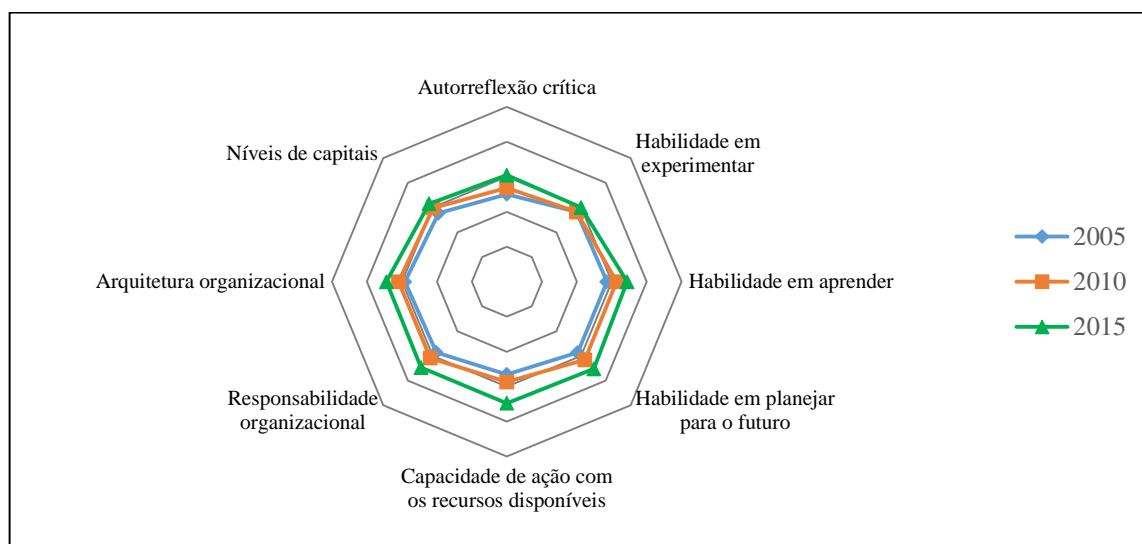 Autorreflexão crítica
Habilidade em
experimentar
Habilidade em aprender
Habilidade em planejar
para o futuro
Capacidade de ação com
os recursos disponíveis
Responsabilidade
organizacional
Arquitetura organizacional
Níveis de capitais
2005
2010
2015